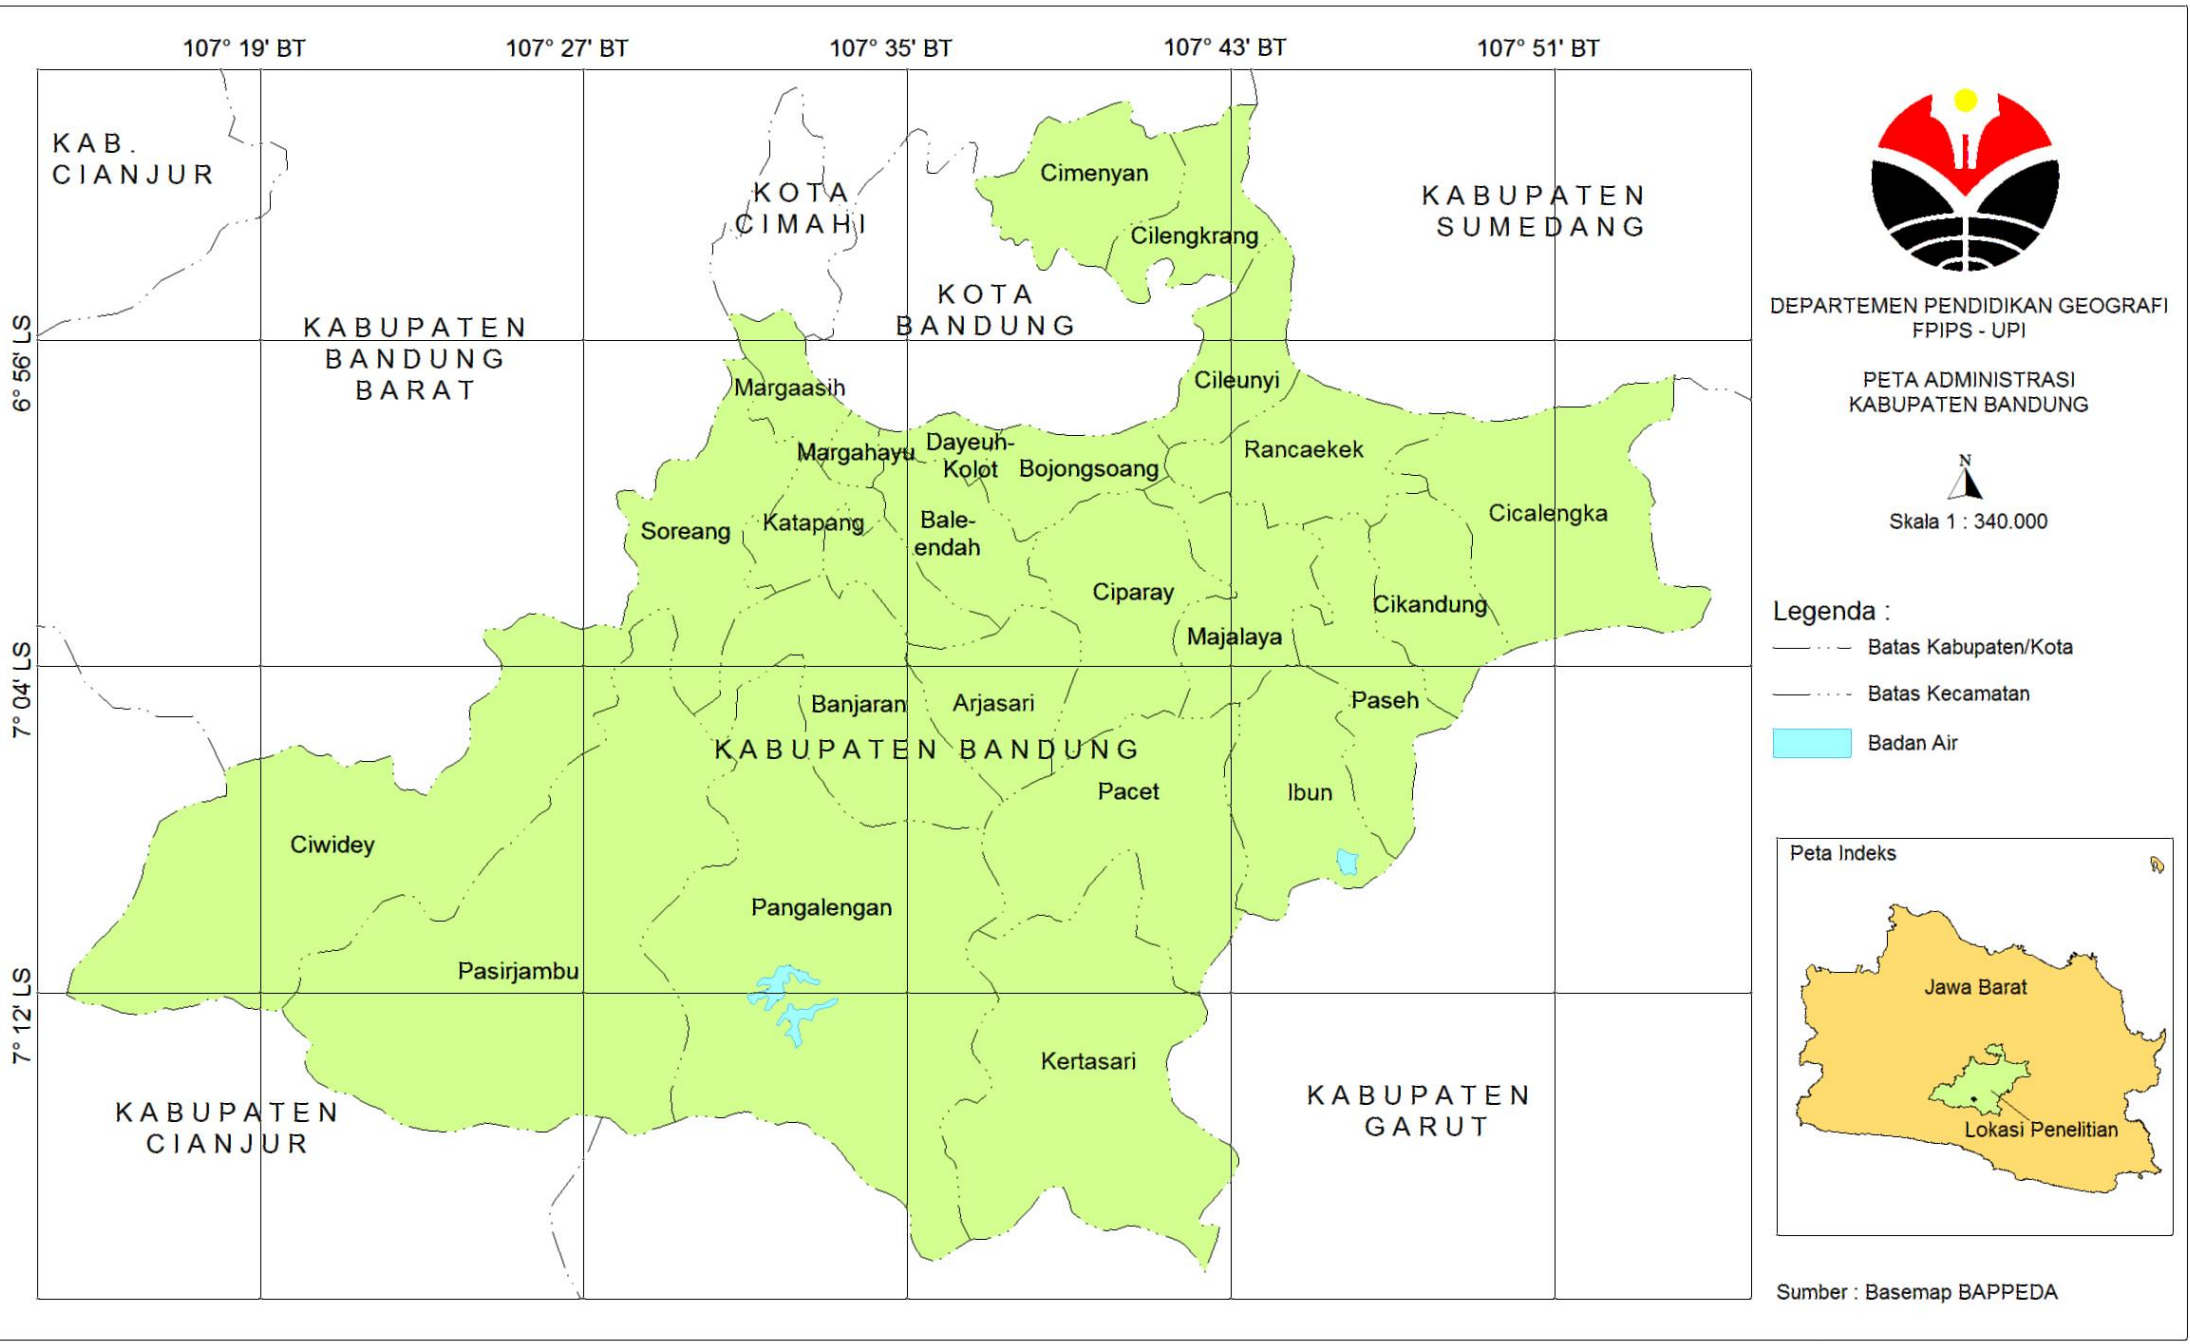 107° 19' BT
107° 27' BT
107° 35' BT
107° 43' BT
107° 51' BT
6° 56' LS
7° 04' LS
7° 12' LS
KAB.
CIANJUR
KOTA
CIMAHI
KABUPATEN
SUMEDANG
KOTA
BANDUNG
KABUPATEN
BANDUNG
BARAT
Cimenyan
Cilengkrang
Cileunyi
Margaasih
Margahayu
Dayeuh-
Kolot
Bojongsoang
Rancaekek
Cicalengka
Soreang
Katapang
Bale-
endah
Ciparay
Cikandung
Majalaya
Banjaran
Arjasari
Paseh
KABUPATEN BANDUNG
Pacet
Ibun
Ciwidey
Pangalengan
Pasirjambu
Kertasari
KABUPATEN
CIANJUR
KABUPATEN
GARUT
DEPARTEMEN PENDIDIKAN GEOGRAFI
FPIPS - UPI
PETA ADMINISTRASI
KABUPATEN BANDUNG
N
Skala 1 : 340.000
Legenda :
Batas Kabupaten/Kota
Batas Kecamatan
Badan Air
Peta Indeks
Jawa Barat
Lokasi Penelitian
Sumber : Basemap BAPPEDA